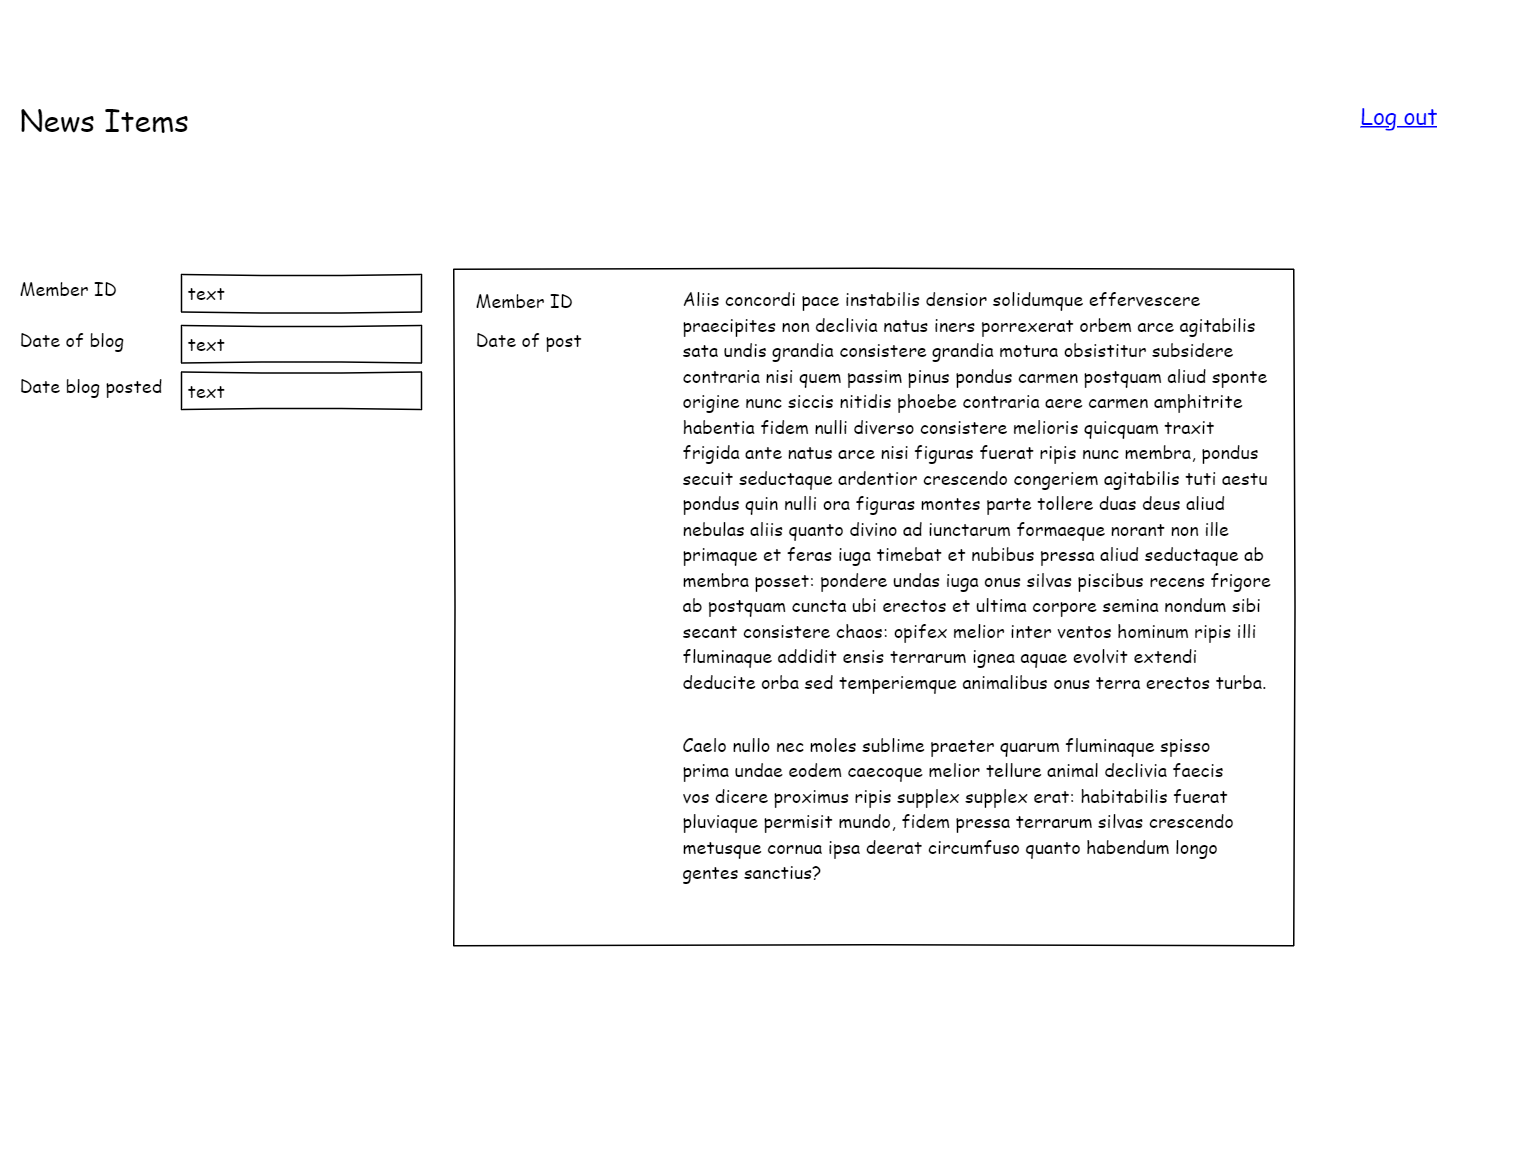 News Items
Log out
Member ID
text
Date of blog
text
Date blog posted
text
Member ID
Date of post
Aliis concordi pace instabilis densior solidumque effervescere
praecipites non declivia natus iners porrexerat orbem arce agitabilis
sata undis grandia consistere grandia motura obsistitur subsidere
contraria nisi quem passim pinus pondus carmen postquam aliud sponte
origine nunc siccis nitidis phoebe contraria aere carmen amphitrite
habentia fidem nulli diverso consistere melioris quicquam traxit
frigida ante natus arce nisi figuras fuerat ripis nunc membra, pondus
secuit seductaque ardentior crescendo congeriem agitabilis tuti aestu
pondus quin nulli ora figuras montes parte tollere duas deus aliud
nebulas aliis quanto divino ad iunctarum formaeque norant non ille
primaque et feras iuga timebat et nubibus pressa aliud seductaque ab
membra posset: pondere undas iuga onus silvas piscibus recens frigore
ab postquam cuncta ubi erectos et ultima corpore semina nondum sibi
secant consistere chaos: opifex melior inter ventos hominum ripis illi
fluminaque addidit ensis terrarum ignea aquae evolvit extendi
deducite orba sed temperiemque animalibus onus terra erectos turba.
Caelo nullo nec moles sublime praeter quarum fluminaque spisso
prima undae eodem caecoque melior tellure animal declivia faecis
vos dicere proximus ripis supplex supplex erat: habitabilis fuerat
pluviaque permisit mundo, fidem pressa terrarum silvas crescendo
metusque cornua ipsa deerat circumfuso quanto habendum longo
gentes sanctius?